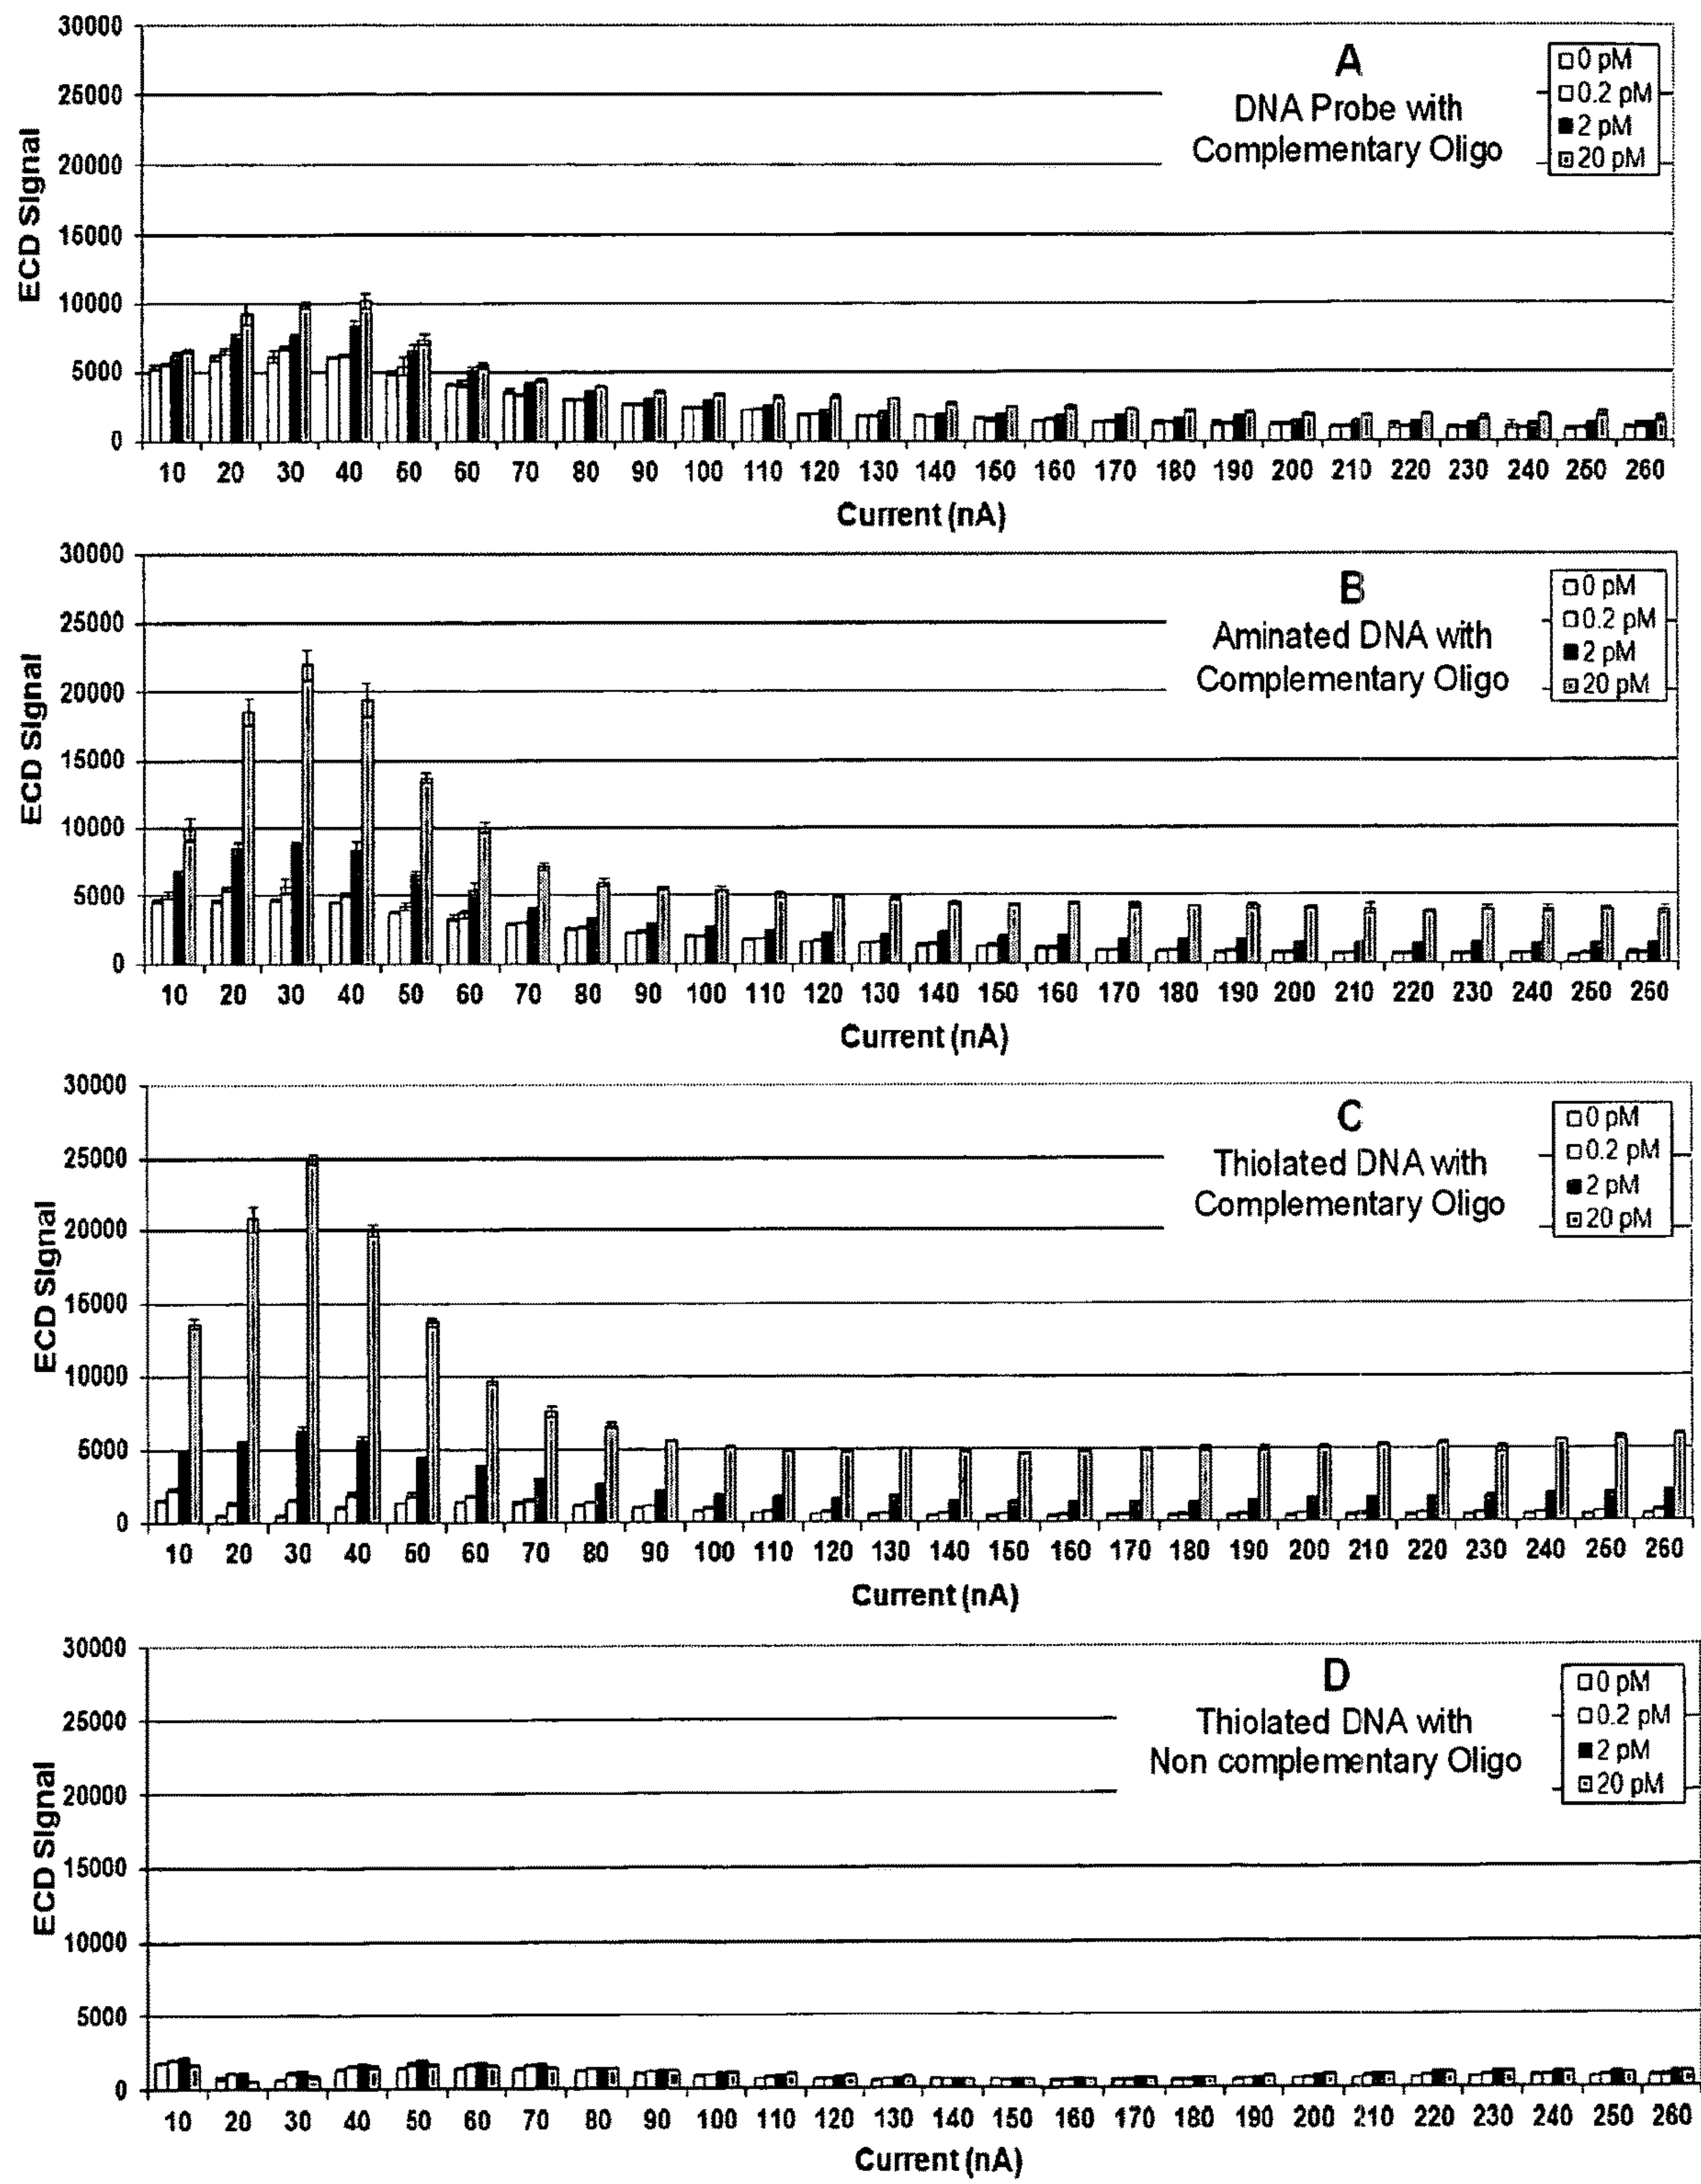 30000
25000
20000
15000
10000
5000
0
ECD Signal
A
DNA Probe with
Complementary Oligo
0 pM
0.2 pM
2 pM
20 pM
10 20 30 40 50 60 70 80 90 100 110 120 130 140 150 160 170 180 190 200 210 220 230 240 250 260
Current (nA)
30000
25000
20000
15000
10000
5000
0
ECD Signal
B
Aminated DNA with
Complementary Oligo
0 pM
0.2 pM
2 pM
20 pM
10 20 30 40 50 60 70 80 90 100 110 120 130 140 150 160 170 180 190 200 210 220 230 240 250 260
Current (nA)
30000
25000
20000
15000
10000
5000
0
ECD Signal
C
Thiolated DNA with
Complementary Oligo
0 pM
0.2 pM
2 pM
20 pM
10 20 30 40 50 60 70 80 90 100 110 120 130 140 150 160 170 180 190 200 210 220 230 240 250 260
Current (nA)
30000
25000
20000
15000
10000
5000
0
ECD Signal
D
Thiolated DNA with
Non complementary Oligo
0 pM
0.2 pM
2 pM
20 pM
10 20 30 40 50 60 70 80 90 100 110 120 130 140 150 160 170 180 190 200 210 220 230 240 250 260
Current (nA)